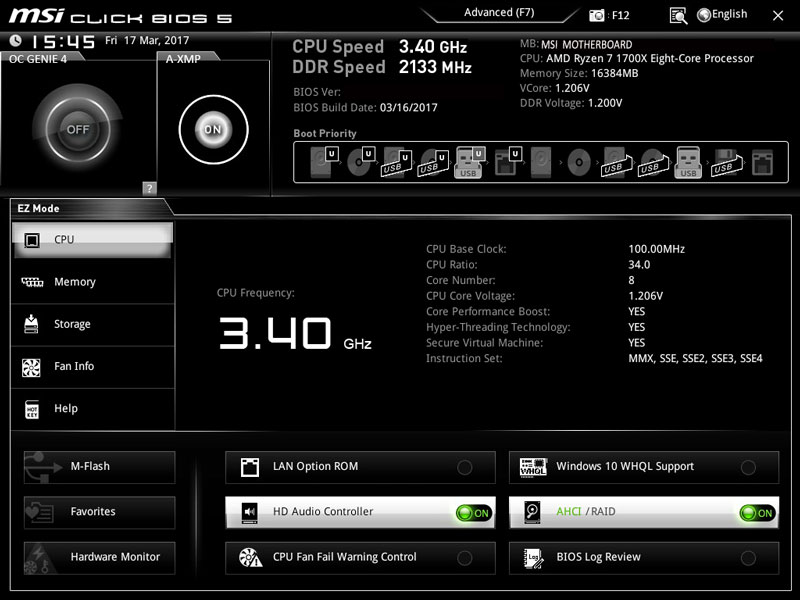 msi CLICK BIOS 5
Advanced (F7)
F12
English
15:45 Fri 17 Mar, 2017
OC GENIE 4
OFF
A-XMP
ON
?
CPU Speed 3.40 GHz
DDR Speed 2133 MHz
BIOS Ver:
BIOS Build Date: 03/16/2017
MB: MSI MOTHERBOARD
CPU: AMD Ryzen 7 1700X Eight-Core Processor
Memory Size: 16384MB
VCore: 1.206V
DDR Voltage: 1.200V
Boot Priority
U U USB U USB U USB U U USB USB USB USB
EZ Mode
CPU
Memory
Storage
Fan Info
HOT KEY Help
CPU Frequency:
3.40 GHz
CPU Base Clock: 100.00MHz
CPU Ratio: 34.0
Core Number: 8
CPU Core Voltage: 1.206V
Core Performance Boost: YES
Hyper-Threading Technology: YES
Secure Virtual Machine: YES
Instruction Set: MMX, SSE, SSE2, SSE3, SSE4
M-Flash
Favorites
Hardware Monitor
LAN Option ROM
HD Audio Controller ON
CPU Fan Fail Warning Control
WHQL Windows 10 WHQL Support
AHCI /RAID ON
Log BIOS Log Review